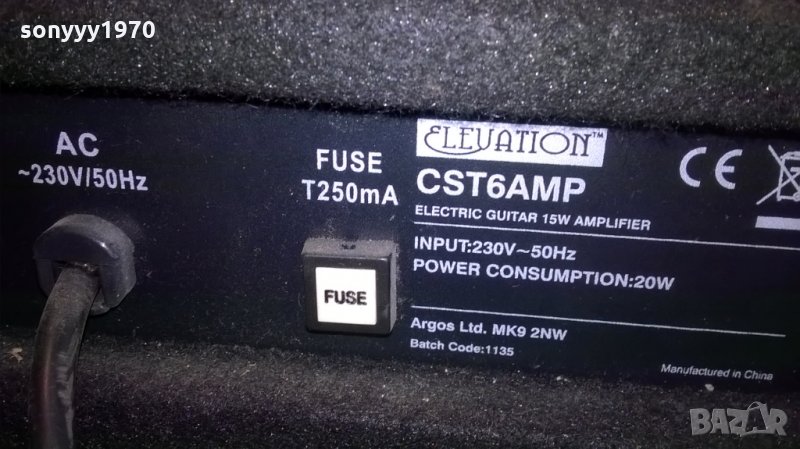 sonyyy1970
AC
~230V/50Hz
FUSE
T250mA
FUSE
ELEVATION™
CST6AMP
ELECTRIC GUITAR 15W AMPLIFIER
INPUT:230V~50Hz
POWER CONSUMPTION:20W
Argos Ltd. MK9 2NW
Batch Code:1135
CE
Manufactured in China
BAZAR